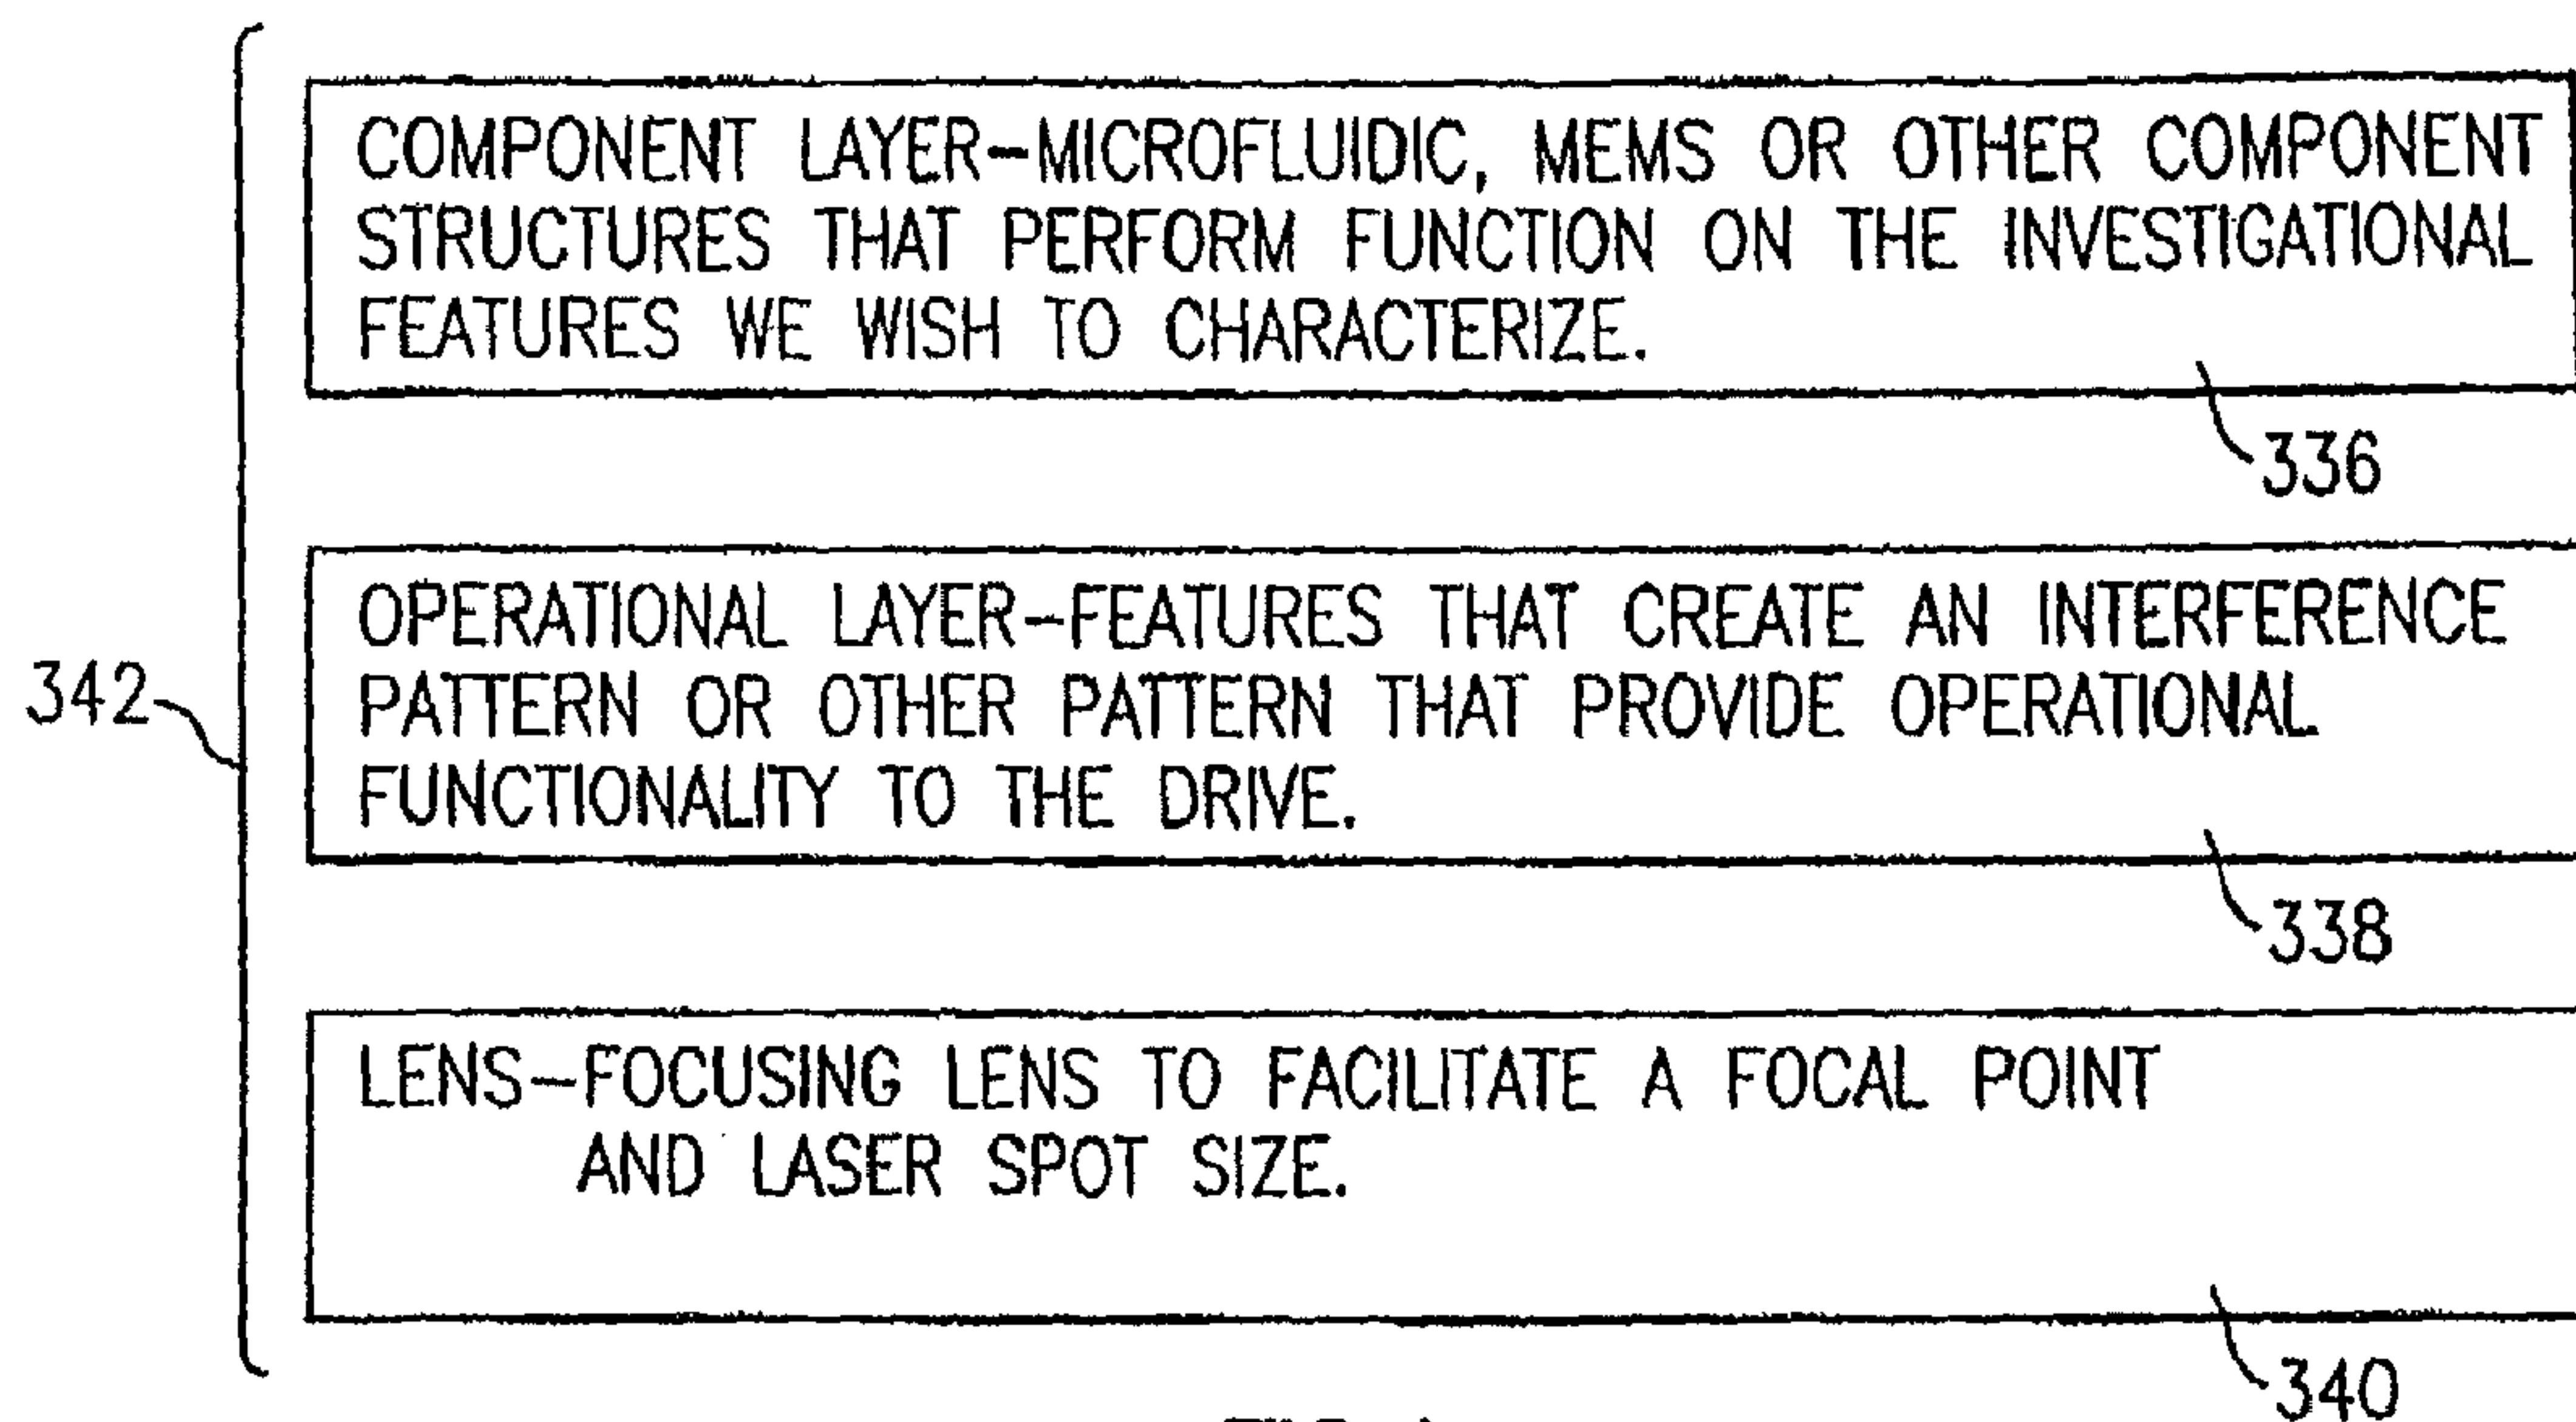 COMPONENT LAYER-MICROFLUIDIC, MEMS OR OTHER COMPONENT
STRUCTURES THAT PERFORM FUNCTION ON THE INVESTIGATIONAL
FEATURES WE WISH TO CHARACTERIZE.
336
OPERATIONAL LAYER-FEATURES THAT CREATE AN INTERFERENCE
PATTERN OR OTHER PATTERN THAT PROVIDE OPERATIONAL
FUNCTIONALITY TO THE DRIVE.
342
338
LENS-FOCUSING LENS TO FACILITATE A FOCAL POINT
AND LASER SPOT SIZE.
340